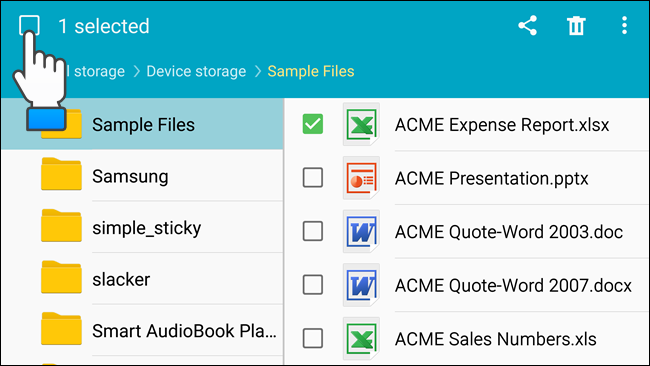 1 selected
l storage > Device storage > Sample Files
Sample Files
Samsung
simple_sticky
slacker
Smart AudioBook Pla...
ACME Expense Report.xlsx
ACME Presentation.pptx
ACME Quote-Word 2003.doc
ACME Quote-Word 2007.docx
ACME Sales Numbers.xls